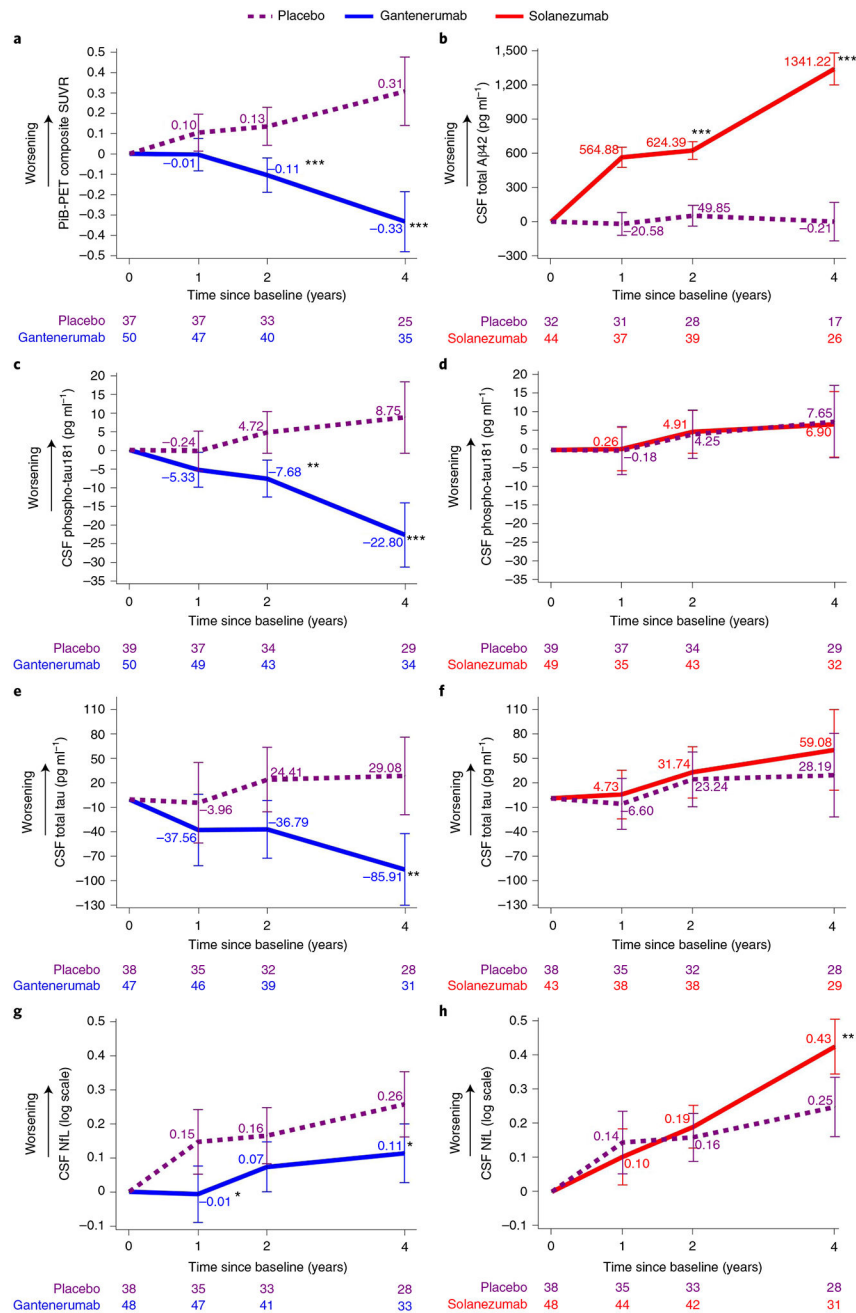 Placebo Gantenerumab Solanezumab
a
Worsening
PiB-PET composite SUVR
0.5
0.4
0.3
0.2
0.1
0
–0.1
–0.2
–0.3
–0.4
–0.5
0.10
0.13
0.31
–0.01
–0.11
***
–0.33
***
0 1 2 4
Time since baseline (years)
Placebo 37 37 33 25
Gantenerumab 50 47 40 35
b
Worsening
CSF total Aβ42 (pg ml⁻¹)
1,500
1,200
900
600
300
0
–300
564.88
624.39
***
1341.22
***
–20.58
49.85
–0.21
0 1 2 4
Time since baseline (years)
Placebo 32 31 28 17
Solanezumab 44 37 39 26
c
Worsening
CSF phospho-tau181 (pg ml⁻¹)
20
15
10
5
0
–5
–10
–15
–20
–25
–30
–35
–0.24
4.72
8.75
–5.33
–7.68
**
–22.80
***
0 1 2 4
Time since baseline (years)
Placebo 39 37 34 29
Gantenerumab 50 49 43 34
d
Worsening
CSF phospho-tau181 (pg ml⁻¹)
20
15
10
5
0
–5
–10
–15
–20
–25
–30
–35
0.26
4.91
7.65
–0.18
4.25
6.90
0 1 2 4
Time since baseline (years)
Placebo 39 37 34 29
Solanezumab 49 35 43 32
e
Worsening
CSF total tau (pg ml⁻¹)
110
80
50
20
–10
–40
–70
–100
–130
–3.96
24.41
29.08
–37.56
–36.79
–85.91
**
0 1 2 4
Time since baseline (years)
Placebo 38 35 32 28
Gantenerumab 47 46 39 31
f
Worsening
CSF total tau (pg ml⁻¹)
110
80
50
20
–10
–40
–70
–100
–130
4.73
31.74
59.08
–6.60
23.24
28.19
0 1 2 4
Time since baseline (years)
Placebo 38 35 32 28
Solanezumab 43 38 38 29
g
Worsening
CSF NfL (log scale)
0.5
0.4
0.3
0.2
0.1
0
–0.1
0.15
0.16
0.26
–0.01
*
0.07
0.11
*
0 1 2 4
Time since baseline (years)
Placebo 38 35 33 28
Gantenerumab 48 47 41 33
h
Worsening
CSF NfL (log scale)
0.5
0.4
0.3
0.2
0.1
0
–0.1
0.14
0.19
0.43
**
0.10
0.16
0.25
0 1 2 4
Time since baseline (years)
Placebo 38 35 33 28
Solanezumab 48 44 42 31